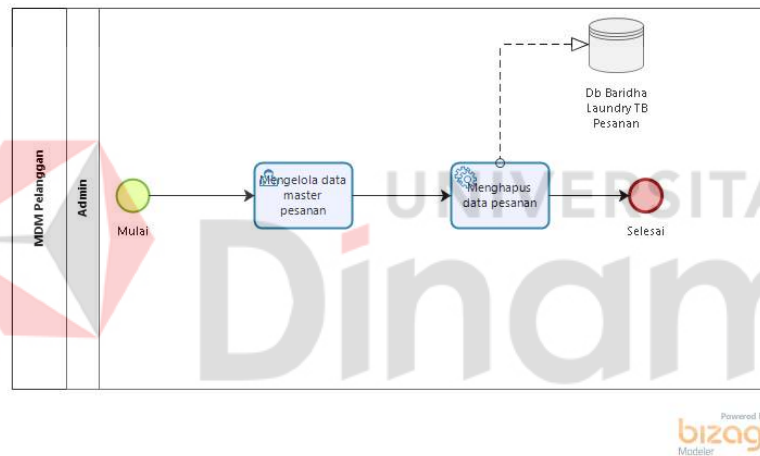 MDM Pelanggan
Admin
Mulai
Mengelola data
master
pesanan
Menghapus
data pesanan
Db Baridha
Laundry TB
Pesanan
Selesai
UNIVERSITA
Dinam
Powered b
bizag
Modeler